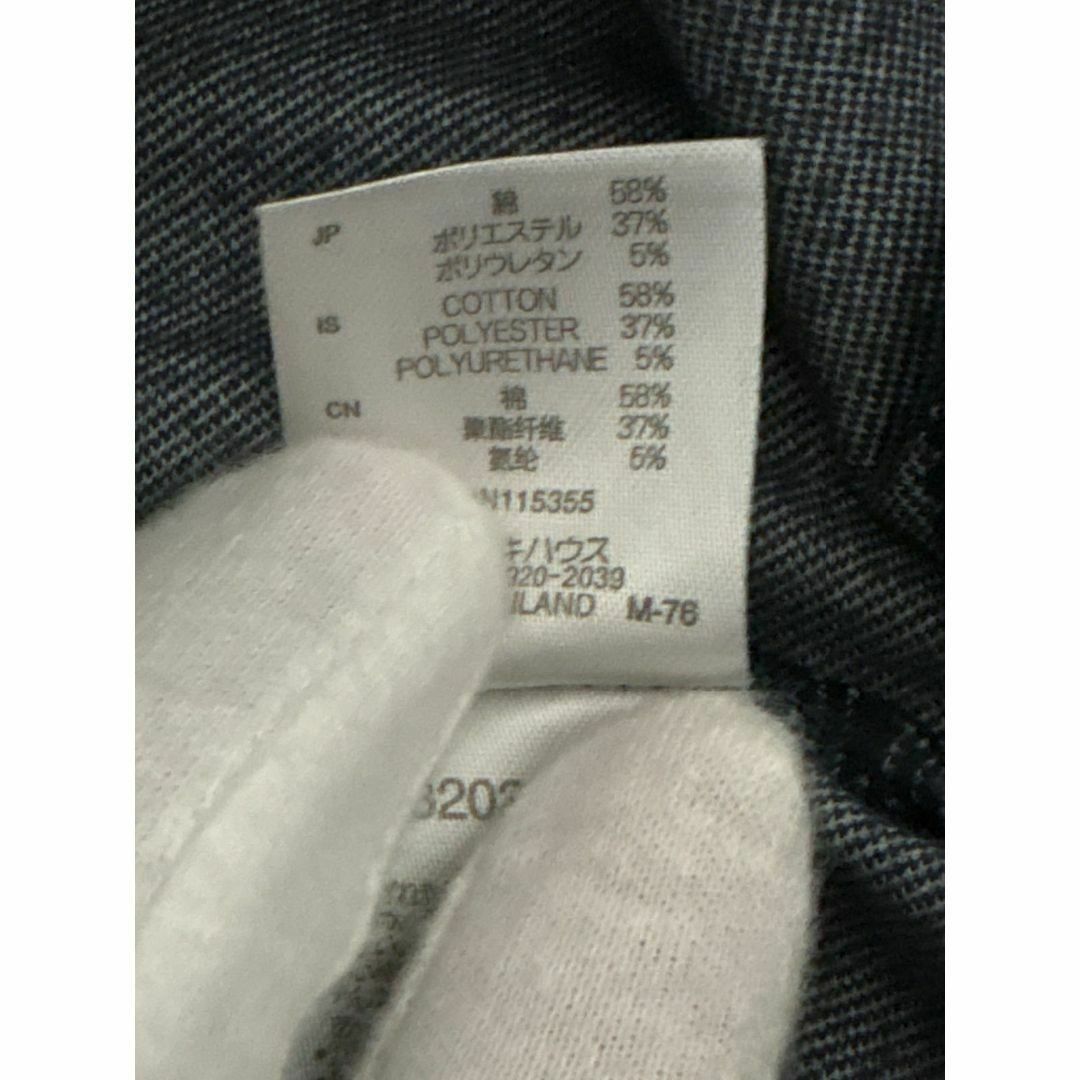 JP 綿 58%
ポリエステル 37%
ポリウレタン 5%
COTTON 58%
IS POLYESTER 37%
POLYURETHANE 5%
CN 棉 58%
聚酯纤维 37%
氨纶 5%
N115355
キハウス
920-2039
ILAND M-76
3203